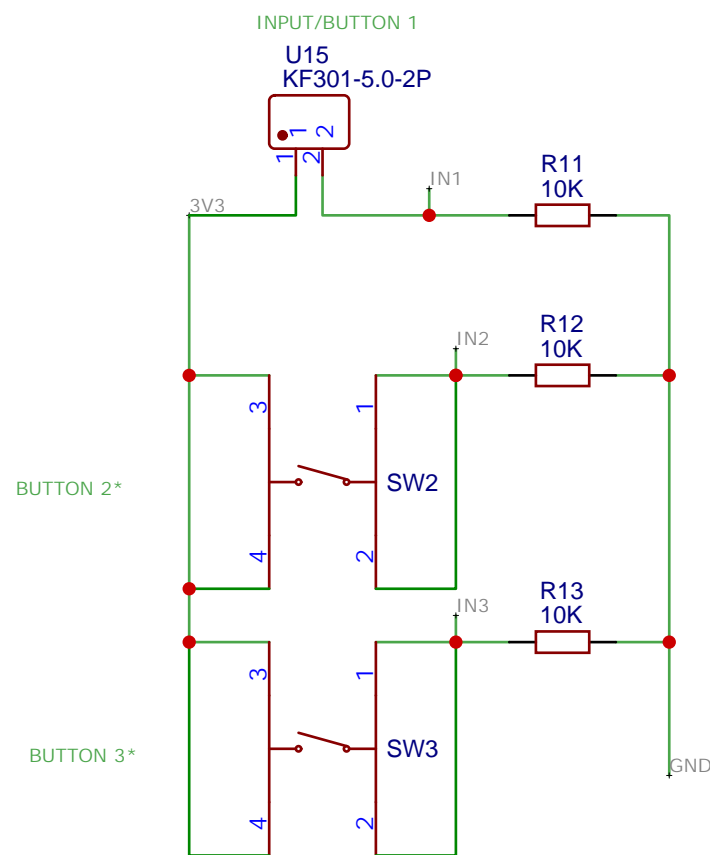 INPUT/BUTTON 1
U15
KF301-5.0-2P
1
2
1
2
3V3
IN1
R11
10K
IN2
R12
10K
3
1
BUTTON 2*
SW2
4
2
IN3
R13
10K
3
1
BUTTON 3*
SW3
GND
4
2